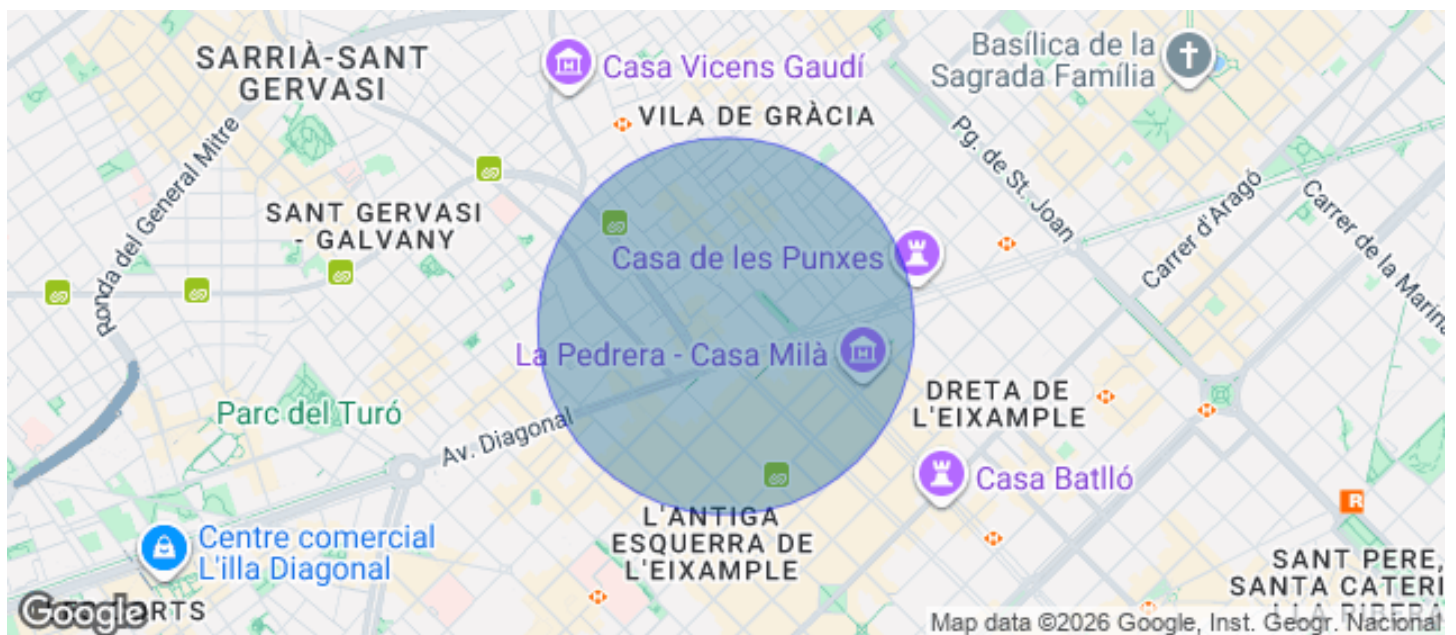 SARRIÀ-SANT
GERVASI
Casa Vicens Gaudí
Basílica de la
Sagrada Família
VILA DE GRÀCIA
Ronda del General Mitre
Pg. de St. Joan
SANT GERVASI
- GALVANY
Carrer d'Aragó
Carrer de la Marina
Casa de les Punxes
La Pedrera - Casa Milà
DRETA DE
L'EIXAMPLE
Parc del Turó
Av. Diagonal
Casa Batlló
L'ANTIGA
ESQUERRA DE
L'EIXAMPLE
Centre comercial
L'illa Diagonal
R
SANT PERE,
SANTA CATERI
I LA RIBERA
Google
Map data ©2026 Google, Inst. Geogr. Nacional